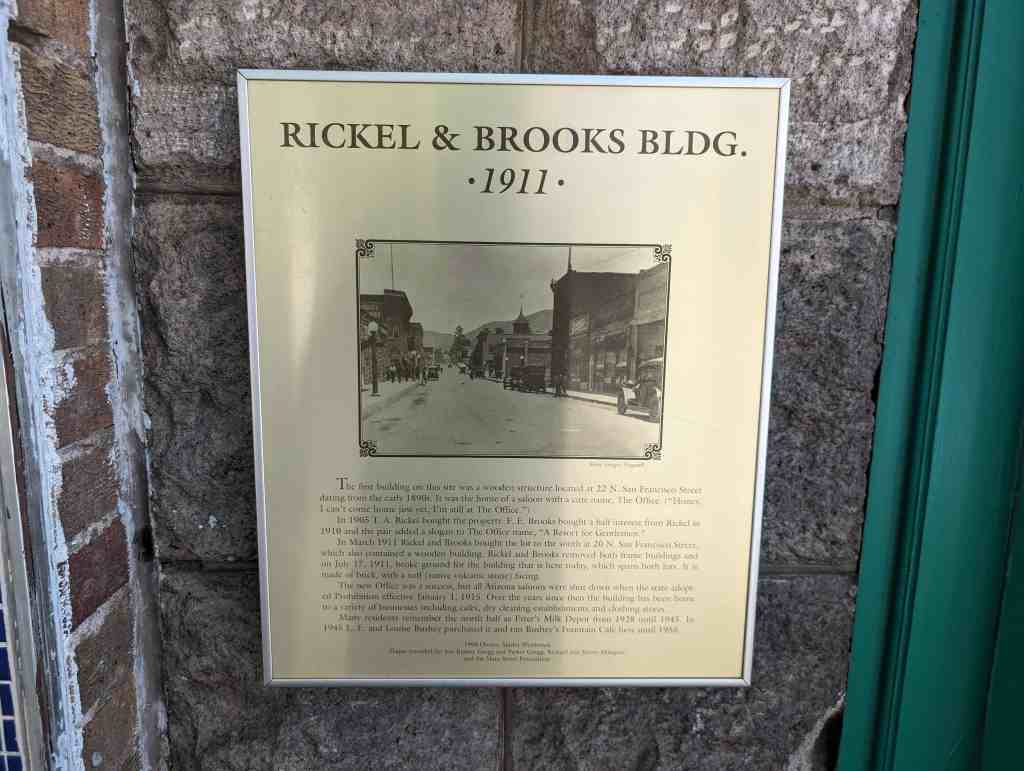 RICKEL & BROOKS BLDG.
·1911·
The first building on this site was a wooden structure located at 22 N. San Francisco Street
dating from the early 1890s. It was the home of a saloon with a cute name, The Office. ("Honey,
I can't come home just yet, I'm still at The Office.")
In 1905 T. A. Rickel bought the property. E. E. Brooks bought a half interest from Rickel in
1910 and the pair added a slogan to The Office name, "A Resort for Gentlemen."
In March 1911 Rickel and Brooks bought the lot to the south at 20 N. San Francisco Street,
which also contained a wooden building. Rickel and Brooks removed both frame buildings and
on July 17, 1911, broke ground for the building that is here today, which spans both lots. It is
made of brick, with a tuff (native volcanic stone) facing.
The new Office was a success, but all Arizona saloons were shut down when the state adopt-
ed Prohibition effective January 1, 1915. Over the years since then the building has been home
to a variety of businesses including cafes, dry cleaning establishments and clothing stores.
Many residents remember the north half as Piter's Milk Depot from 1928 until 1945. In
1945 L. E. and Louise Bushey purchased it and ran Bushey's Fountain Cafe here until 1958.
and the Main Street Foundation